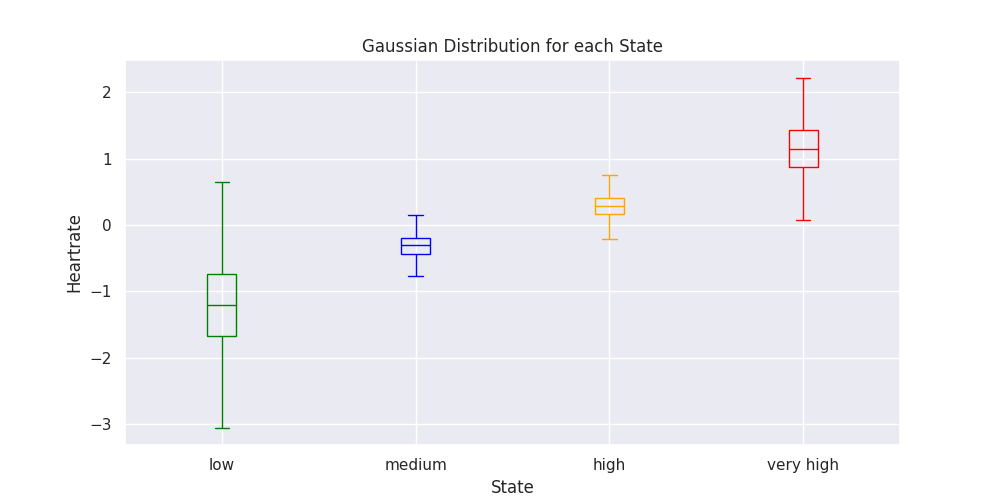 Gaussian Distribution for each State
2
1
0
−1
−2
−3
Heartrate
low medium high very high
State